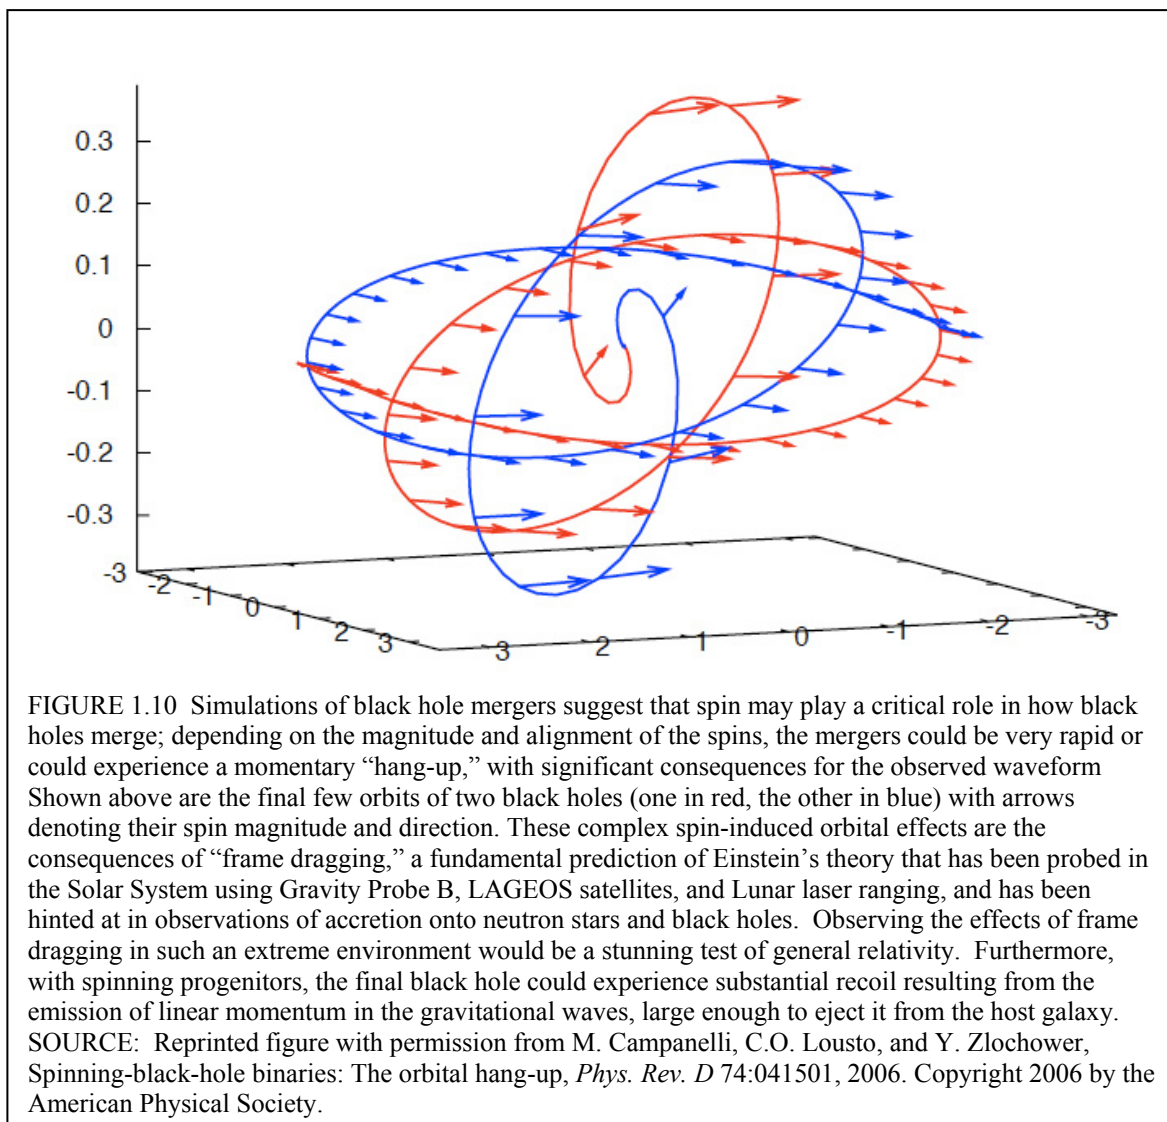 0.3
0.2
0.1
0
-0.1
-0.2
-0.3
-3 -2 -1 0 1 2 3
3 2 1 0 -1 -2 -3
FIGURE 1.10  Simulations of black hole mergers suggest that spin may play a critical role in how black
holes merge; depending on the magnitude and alignment of the spins, the mergers could be very rapid or
could experience a momentary “hang-up,” with significant consequences for the observed waveform
Shown above are the final few orbits of two black holes (one in red, the other in blue) with arrows
denoting their spin magnitude and direction. These complex spin-induced orbital effects are the
consequences of “frame dragging,” a fundamental prediction of Einstein’s theory that has been probed in
the Solar System using Gravity Probe B, LAGEOS satellites, and Lunar laser ranging, and has been
hinted at in observations of accretion onto neutron stars and black holes.  Observing the effects of frame
dragging in such an extreme environment would be a stunning test of general relativity.  Furthermore,
with spinning progenitors, the final black hole could experience substantial recoil resulting from the
emission of linear momentum in the gravitational waves, large enough to eject it from the host galaxy.
SOURCE:  Reprinted figure with permission from M. Campanelli, C.O. Lousto, and Y. Zlochower,
Spinning-black-hole binaries: The orbital hang-up, Phys. Rev. D 74:041501, 2006. Copyright 2006 by the
American Physical Society.